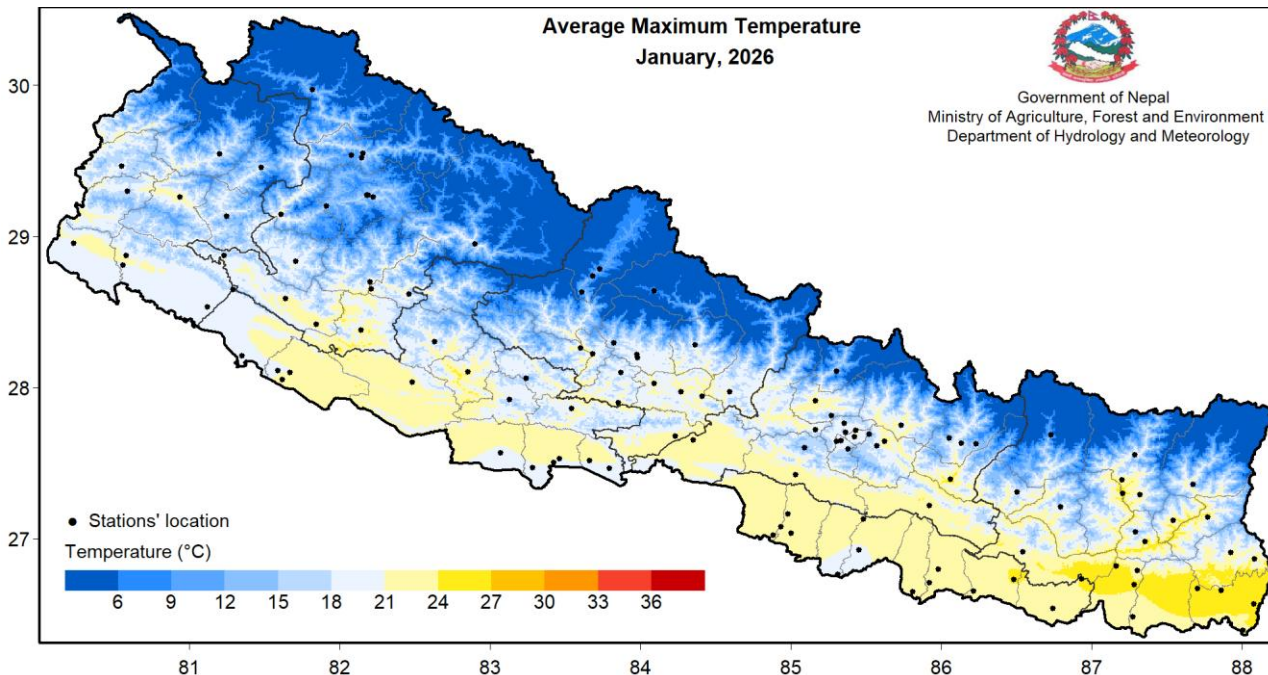 Average Maximum Temperature
January, 2026
Government of Nepal
Ministry of Agriculture, Forest and Environment
Department of Hydrology and Meteorology
30
29
28
27
● Stations' location
Temperature (°C)
6 9 12 15 18 21 24 27 30 33 36
81 82 83 84 85 86 87 88